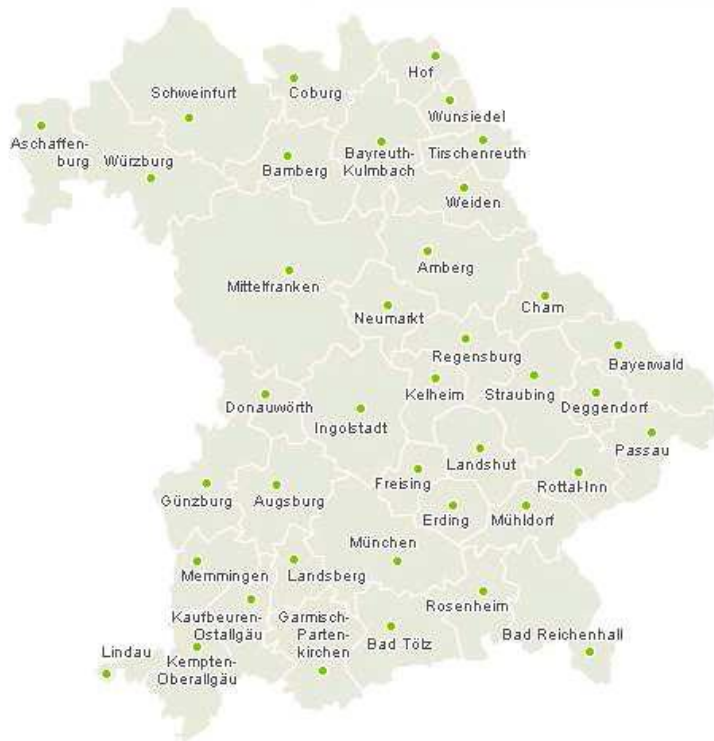 Hof
Schweinfurt
Coburg
Wunsiedel
Aschaffen-
burg
Würzburg
Bamberg
Bayreuth-
Kulmbach
Tirschenreuth
Weiden
Amberg
Mittelfranken
Cham
Neumarkt
Regensburg
Bayerwald
Kelheim
Straubing
Deggendorf
Donauwörth
Ingolstadt
Passau
Landshut
Freising
Rottal-Inn
Günzburg
Augsburg
Erding
Mühldorf
München
Memmingen
Landsberg
Rosenheim
Kaufbeuren-
Ostallgäu
Garmisch-
Parten-
kirchen
Bad Tölz
Bad Reichenhall
Lindau
Kempten-
Oberallgäu